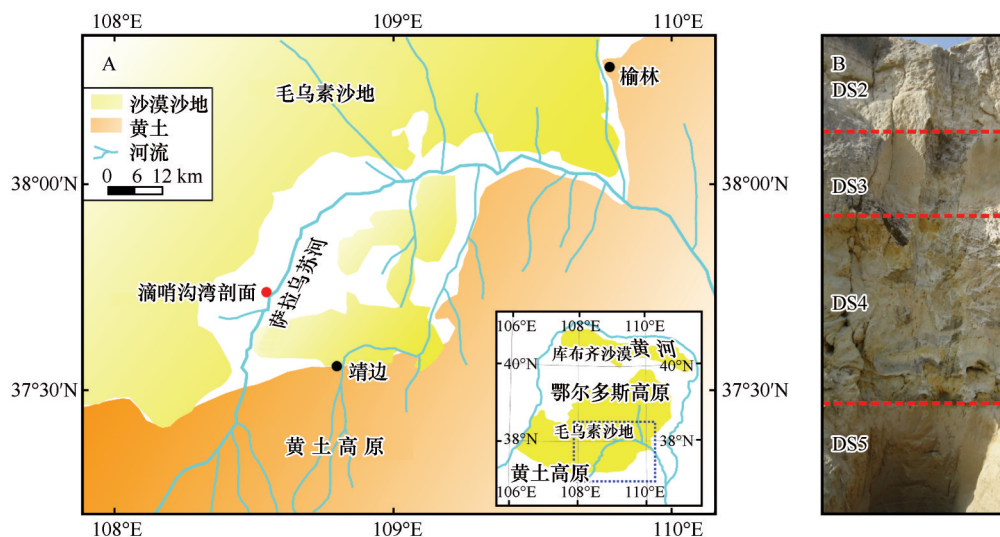 108°E
109°E
110°E
A
毛乌素沙地
榆林
沙漠沙地
黄土
河流
0 6 12 km
38°00′N
38°00′N
滴哨沟湾剖面
萨拉乌苏河
靖边
37°30′N
37°30′N
黄土高原
106°E
108°E
110°E
库布齐沙漠
黄河
40°N
40°N
鄂尔多斯高原
毛乌素沙地
38°N
38°N
黄土高原
106°E
108°E
110°E
108°E
109°E
110°E
B
DS2
DS3
DS4
DS5